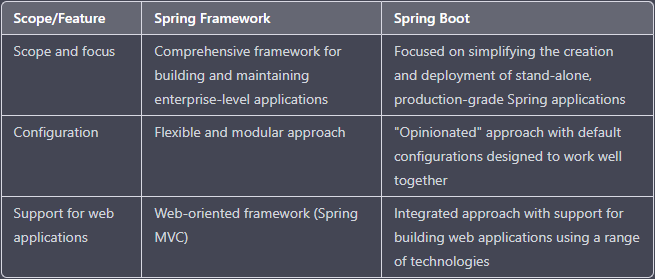 Scope/Feature Spring Framework Spring Boot
Scope and focus Comprehensive framework for Focused on simplifying the creation
building and maintaining and deployment of stand-alone,
enterprise-level applications production-grade Spring applications
Configuration Flexible and modular approach "Opinionated" approach with default
configurations designed to work well
together
Support for web Web-oriented framework (Spring Integrated approach with support for
applications MVC) building web applications using a range
of technologies